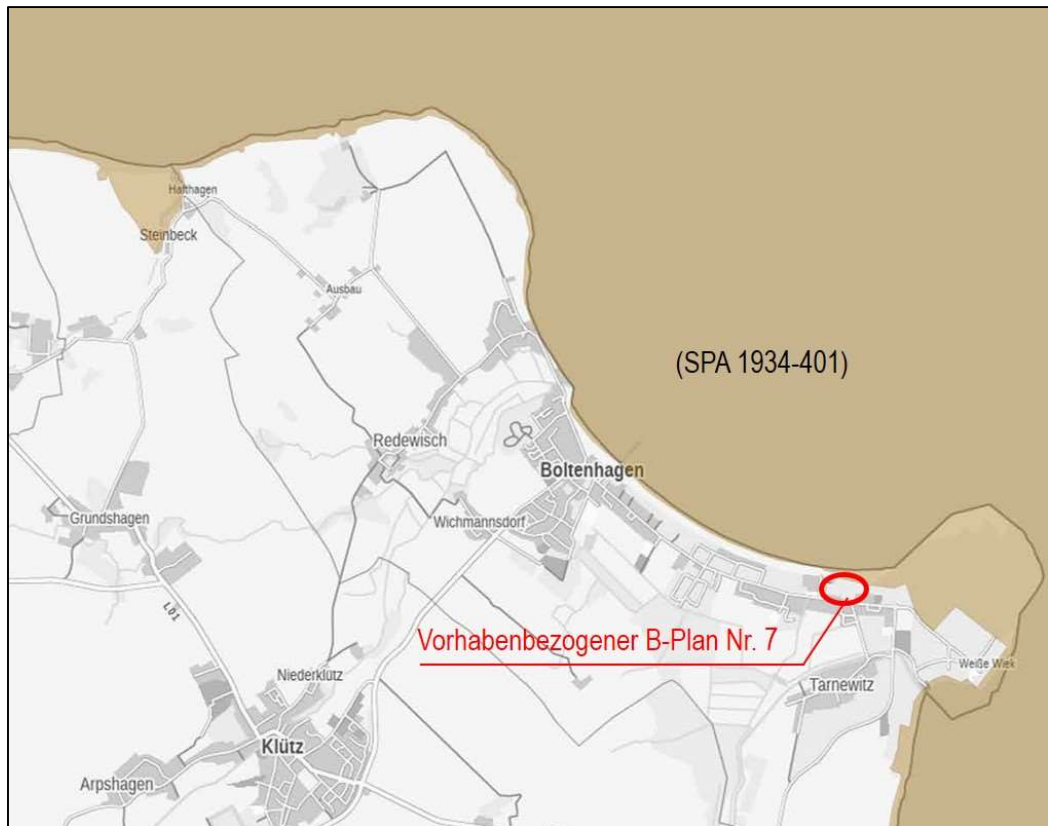 Hafthagen
Steinbeck
Ausbau
(SPA 1934-401)
Redewisch
Boltenhagen
Grundshagen
Wichmannsdorf
L01
Vorhabenbezogener B-Plan Nr. 7
Niederklütz
Weiße Wiek
Tarnewitz
Klütz
Arpshagen